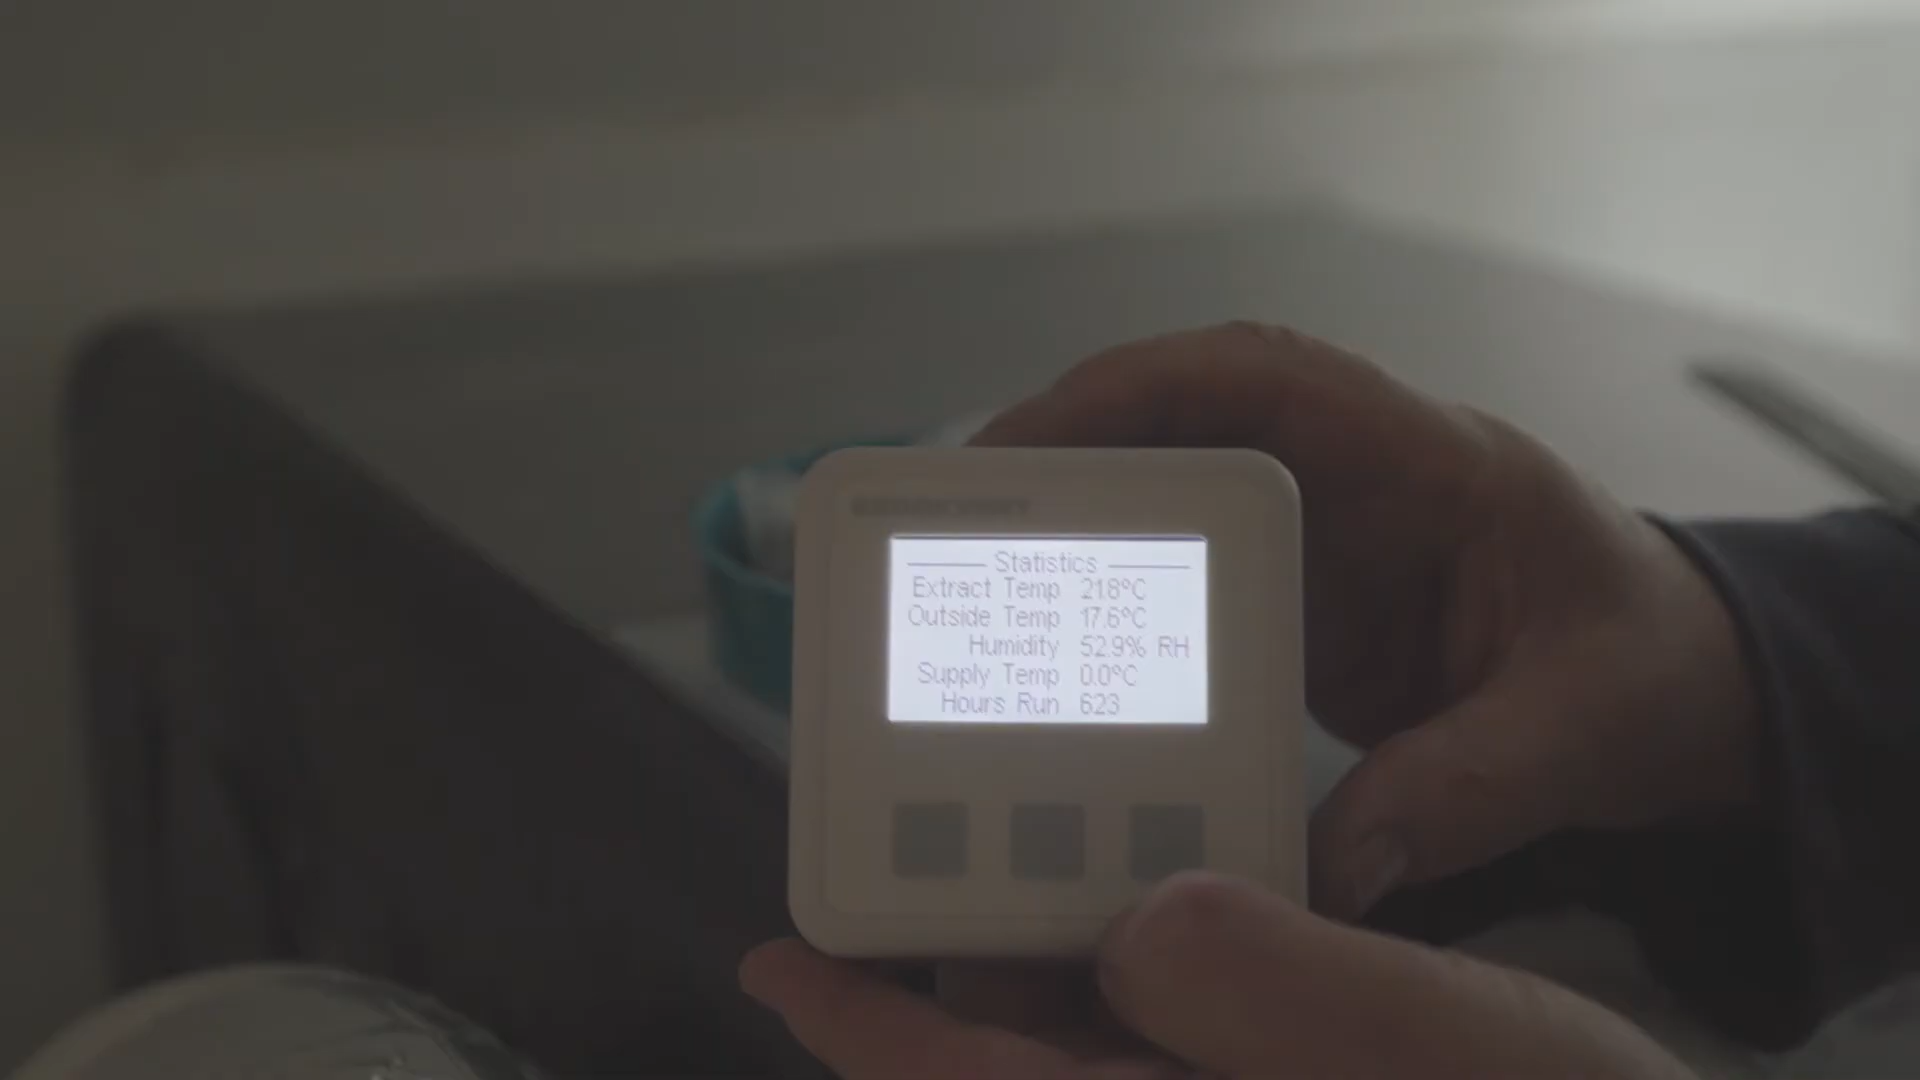 Statistics
Extract Temp 21.8°C
Outside Temp 17.6°C
Humidity 52.9% RH
Supply Temp 0.0°C
Hours Run 623